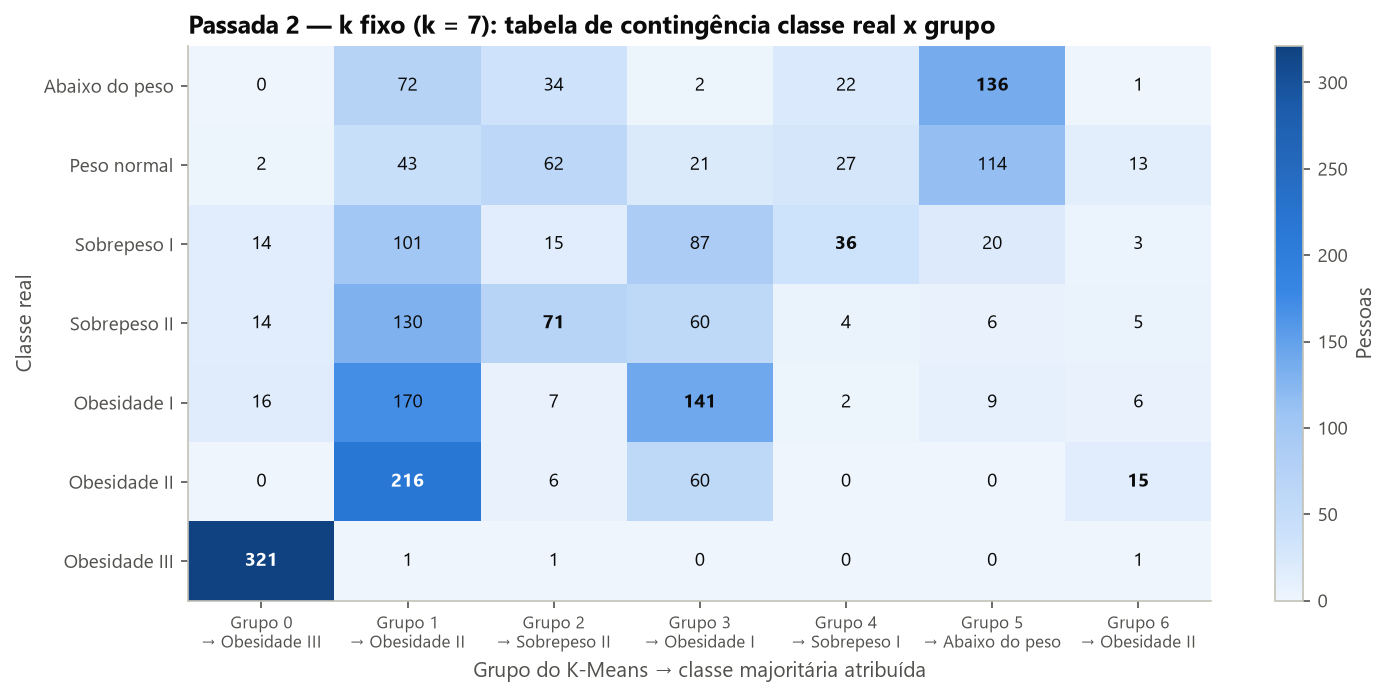 Passada 2 — k fixo (k = 7): tabela de contingência classe real x grupo
Classe real
Abaixo do peso 0 72 34 2 22 136 1
Peso normal 2 43 62 21 27 114 13
Sobrepeso I 14 101 15 87 36 20 3
Sobrepeso II 14 130 71 60 4 6 5
Obesidade I 16 170 7 141 2 9 6
Obesidade II 0 216 6 60 0 0 15
Obesidade III 321 1 1 0 0 0 1
Grupo 0 Grupo 1 Grupo 2 Grupo 3 Grupo 4 Grupo 5 Grupo 6
→ Obesidade III → Obesidade II → Sobrepeso II → Obesidade I → Sobrepeso I → Abaixo do peso → Obesidade II
Grupo do K-Means → classe majoritária atribuída
300
250
200
150
100
50
0
Pessoas